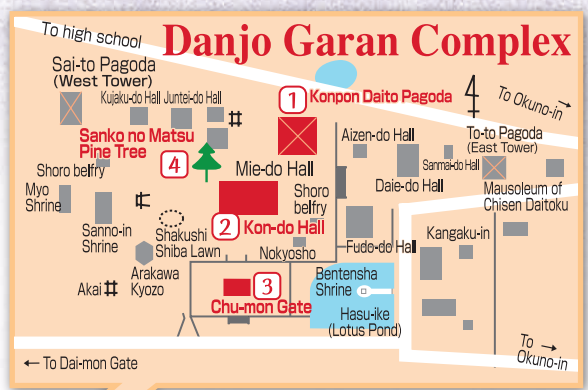 To high school
Danjo Garan Complex
Sai-to Pagoda
(West Tower)
Kujaku-do Hall
Juntei-do Hall
1
Konpon Daito Pagoda
4
To Okuno-in →
Sanko no Matsu
Pine Tree
4
Aizen-do Hall
To-to Pagoda
(East Tower)
Sanmai-do Hall
Shoro belfry
Mie-do Hall
Daie-do Hall
Myo
Shrine
Shoro
belfry
Mausoleum of
Chisen Daitoku
Sanno-in
Shrine
Shakushi
Shiba Lawn
2
Kon-do Hall
Fudo-do Hall
Kangaku-in
Nokyosho
Arakawa
Kyozo
Akai
3
Chu-mon Gate
Bentensha
Shrine
Hasu-ike
(Lotus Pond)
To →
Okuno-in
← To Dai-mon Gate